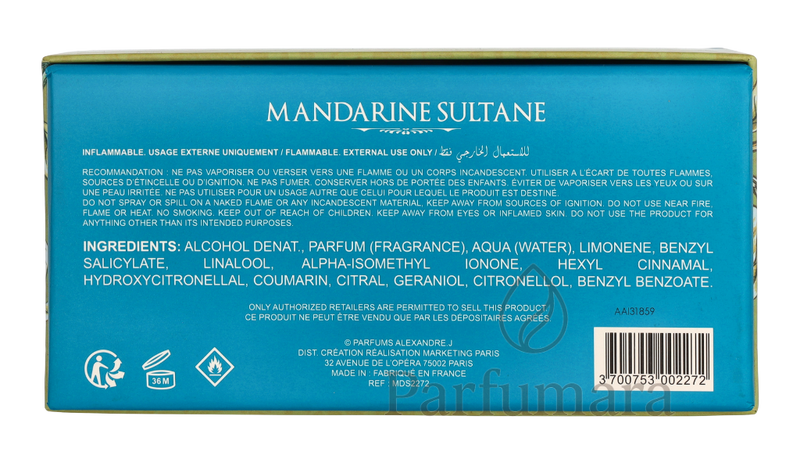 MANDARINE SULTANE
INFLAMMABLE. USAGE EXTERNE UNIQUEMENT / FLAMMABLE. EXTERNAL USE ONLY / للاستعمال الخارجي فقط
RECOMMANDATION : NE PAS VAPORISER OU VERSER VERS UNE FLAMME OU UN CORPS INCANDESCENT. UTILISER A L'ÉCART DE TOUTES FLAMMES,
SOURCES D'ÉTINCELLE OU D'IGNITION, NE PAS FUMER. CONSERVER HORS DE PORTÉE DES ENFANTS. ÉVITER DE VAPORISER VERS LES YEUX OU SUR
UNE PEAU IRRITÉE. NE PAS UTILISER POUR UN USAGE AUTRE QUE CELUI POUR LEQUEL LE PRODUIT EST DESTINÉ.
DO NOT SPRAY OR SPILL ON A NAKED FLAME OR ANY INCANDESCENT MATERIAL, KEEP AWAY FROM SOURCES OF IGNITION. DO NOT USE NEAR FIRE,
FLAME OR HEAT. NO SMOKING. KEEP OUT OF REACH OF CHILDREN. KEEP AWAY FROM EYES OR INFLAMED SKIN. DO NOT USE THE PRODUCT FOR
ANYTHING OTHER THAN ITS INTENDED PURPOSES.
INGREDIENTS: ALCOHOL DENAT., PARFUM (FRAGRANCE), AQUA (WATER), LIMONENE, BENZYL
SALICYLATE, LINALOOL, ALPHA-ISOMETHYL IONONE, HEXYL CINNAMAL,
HYDROXYCITRONELLAL, COUMARIN, CITRAL, GERANIOL, CITRONELLOL, BENZYL BENZOATE.
ONLY AUTHORIZED RETAILERS ARE PERMITTED TO SELL THIS PRODUCT.
CE PRODUIT NE PEUT ÊTRE VENDU QUE PAR LES DÉPOSITAIRES AGRÉÉS.
AAI31859
© PARFUMS ALEXANDRE.J
DIST. CRÉATION RÉALISATION MARKETING PARIS
32 AVENUE DE L'OPÉRA 75002 PARIS
MADE IN : FABRIQUÉ EN FRANCE
REF : MDS2272
36 M
3 700753 002272
Parfumara